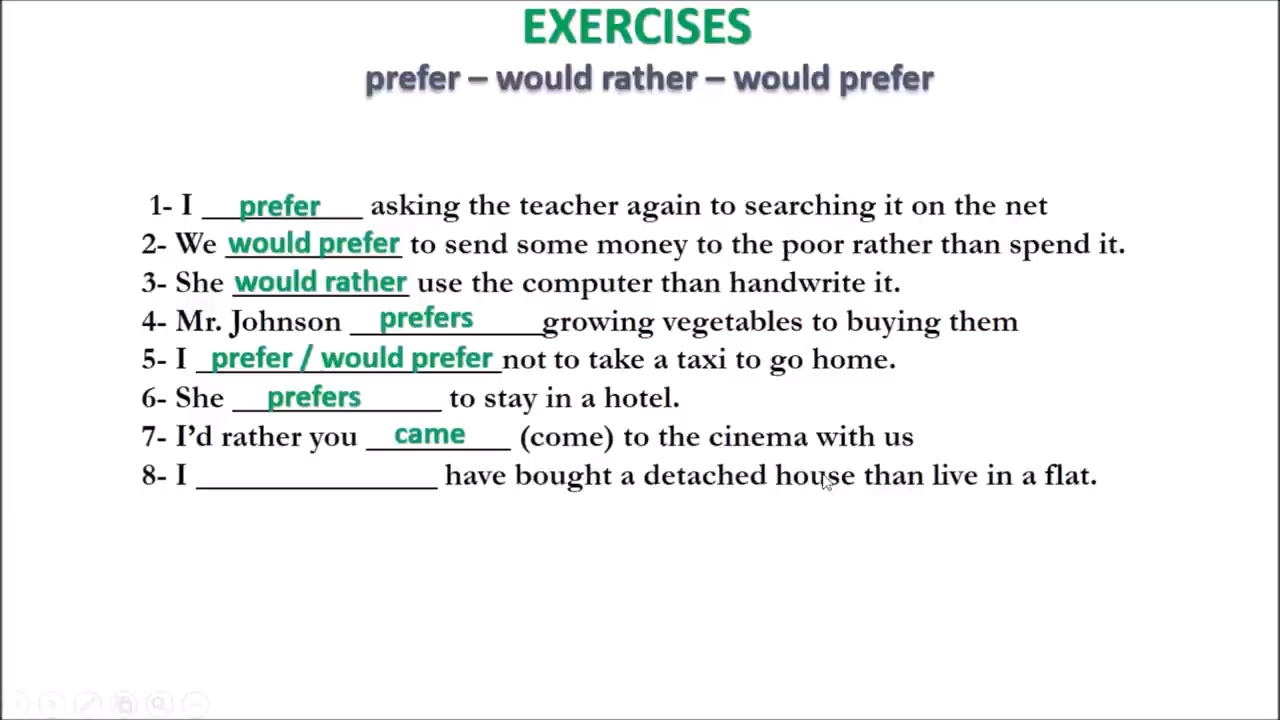 EXERCISES
prefer – would rather – would prefer
1- I __prefer__ asking the teacher again to searching it on the net
2- We would prefer to send some money to the poor rather than spend it.
3- She would rather use the computer than handwrite it.
4- Mr. Johnson __prefers__growing vegetables to buying them
5- I _prefer / would prefer_not to take a taxi to go home.
6- She __prefers__ to stay in a hotel.
7- I’d rather you __came__ (come) to the cinema with us
8- I ________________ have bought a detached house than live in a flat.